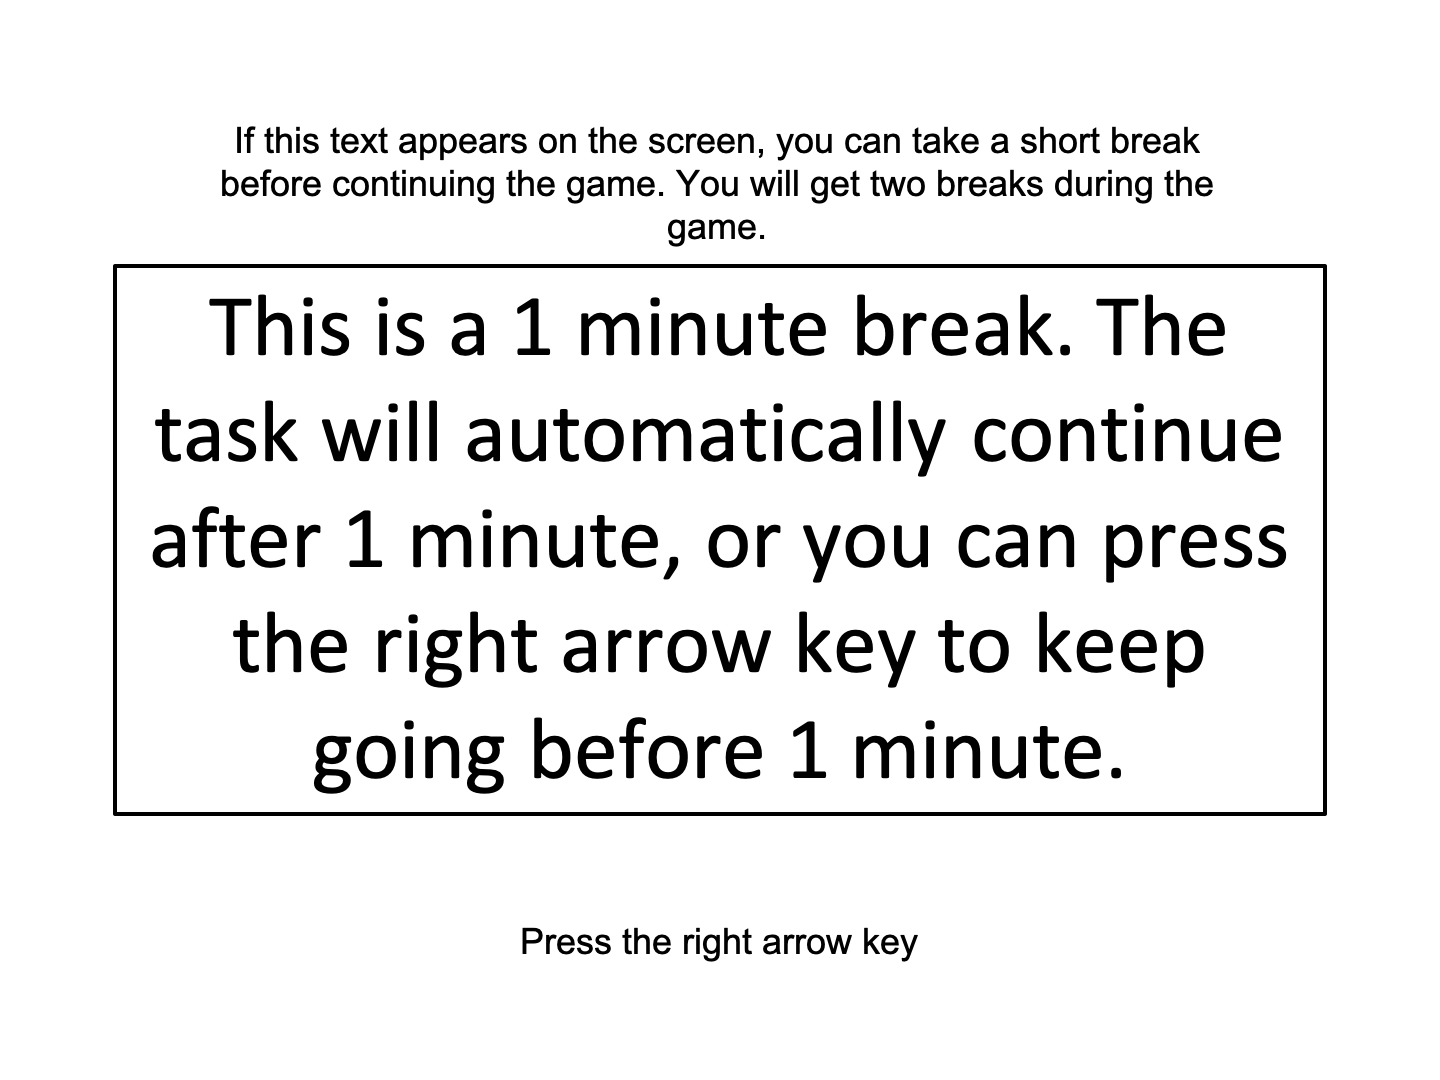 If this text appears on the screen, you can take a short break
before continuing the game. You will get two breaks during the
game.
This is a 1 minute break. The
task will automatically continue
after 1 minute, or you can press
the right arrow key to keep
going before 1 minute.
Press the right arrow key